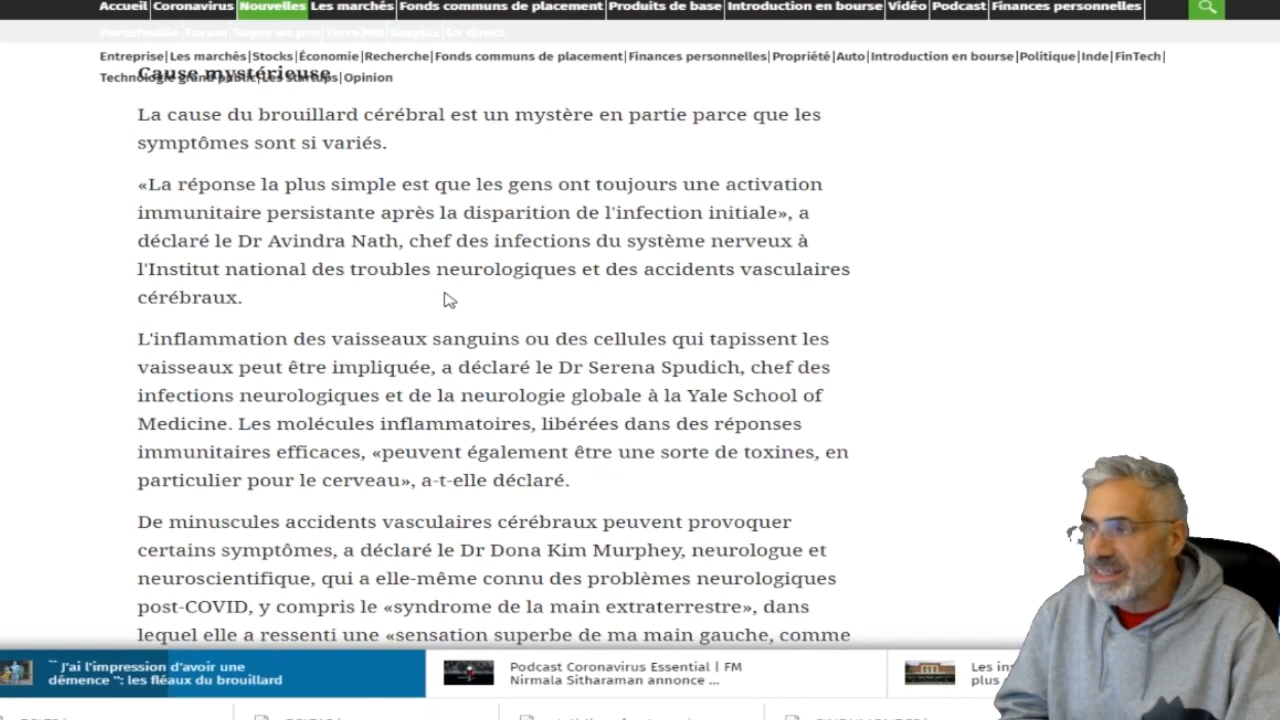 Accueil Coronavirus Nouvelles Les marchés Fonds communs de placement Produits de base Introduction en bourse Vidéo Podcast Finances personnelles
Portefeuille Forum
Entreprise| Les marchés| Stocks| Économie| Recherche| Fonds communs de placement| Finances personnelles| Propriété| Auto| Introduction en bourse| Politique| Inde| FinTech|
Technologie grand public| Les Startups| Opinion
Cause mystérieuse
La cause du brouillard cérébral est un mystère en partie parce que les
symptômes sont si variés.
«La réponse la plus simple est que les gens ont toujours une activation
immunitaire persistante après la disparition de l'infection initiale», a
déclaré le Dr Avindra Nath, chef des infections du système nerveux à
l'Institut national des troubles neurologiques et des accidents vasculaires
cérébraux.
L'inflammation des vaisseaux sanguins ou des cellules qui tapissent les
vaisseaux peut être impliquée, a déclaré le Dr Serena Spudich, chef des
infections neurologiques et de la neurologie globale à la Yale School of
Medicine. Les molécules inflammatoires, libérées dans des réponses
immunitaires efficaces, «peuvent également être une sorte de toxines, en
particulier pour le cerveau», a-t-elle déclaré.
De minuscules accidents vasculaires cérébraux peuvent provoquer
certains symptômes, a déclaré le Dr Dona Kim Murphey, neurologue et
neuroscientifique, qui a elle-même connu des problèmes neurologiques
post-COVID, y compris le «syndrome de la main extraterrestre», dans
lequel elle a ressenti une «sensation superbe de ma main gauche, comme
`` J'ai l'impression d'avoir une
démence '': les fléaux du brouillard
Podcast Coronavirus Essential | FM
Nirmala Sitharaman annonce ...
Les
plus